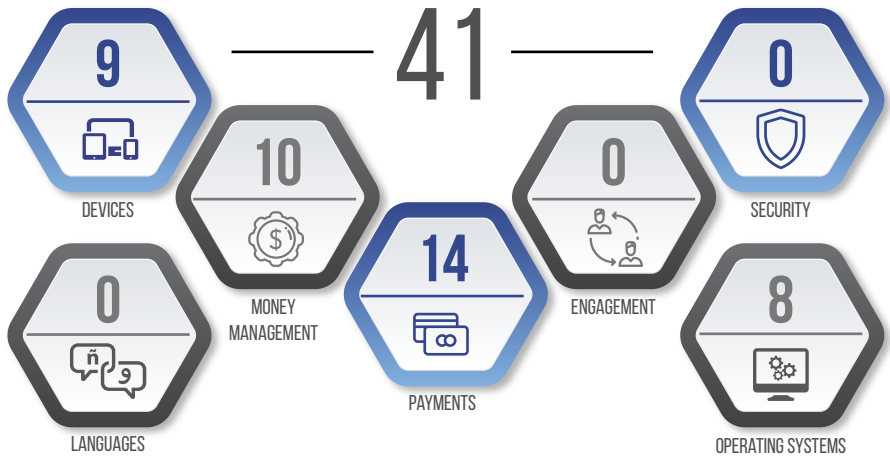 41
9
DEVICES
0
SECURITY
10
MONEY
MANAGEMENT
0
ENGAGEMENT
14
PAYMENTS
0
ñ
و
LANGUAGES
8
OPERATING SYSTEMS
$